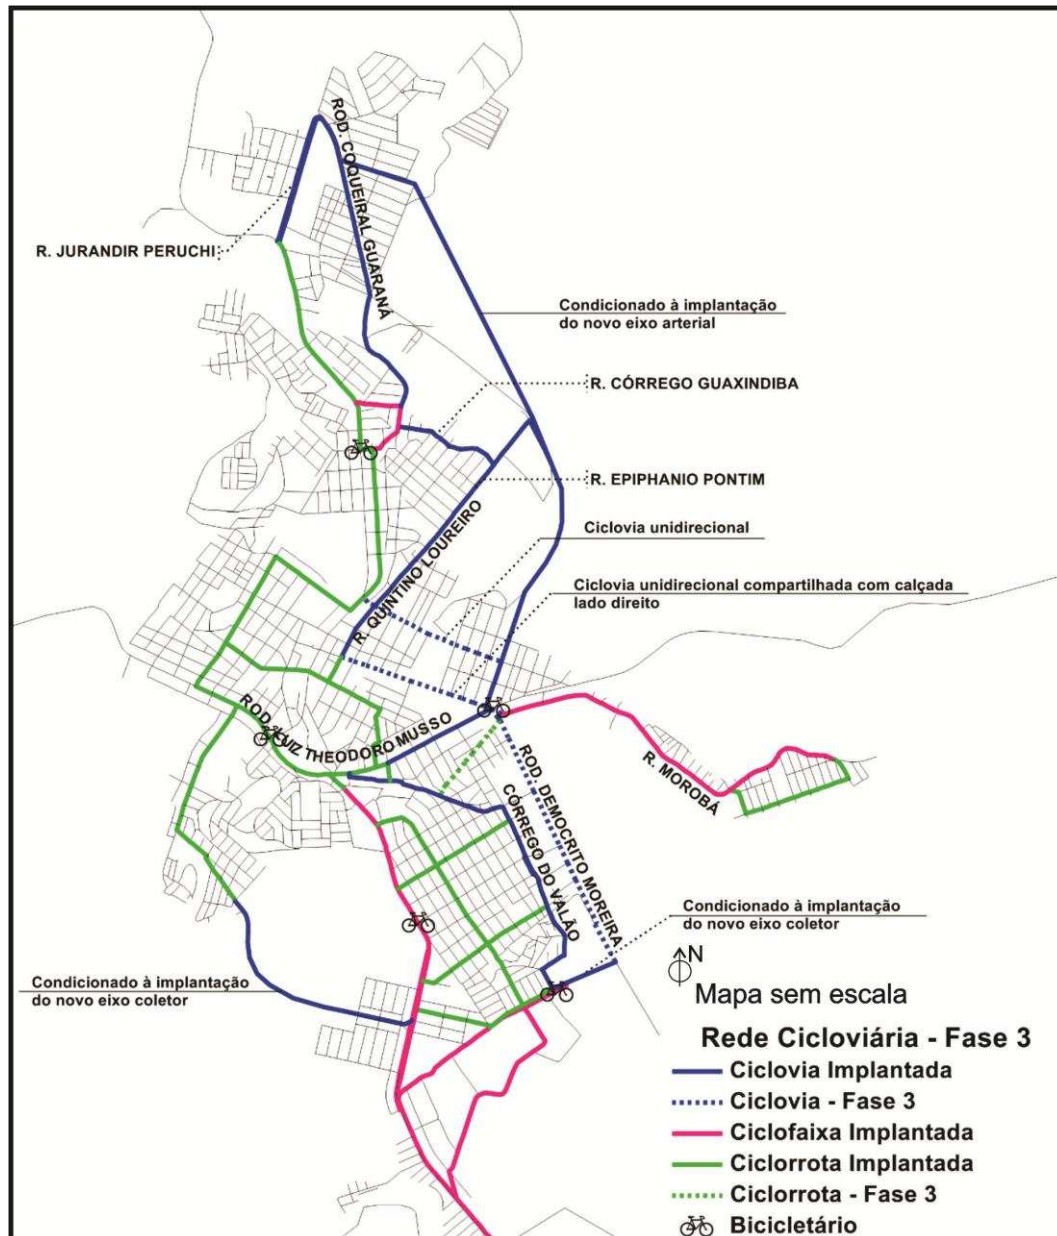 ROD. COQUEIRAL GUARANÁ
R. JURANDIR PERUCHI
Condicionado à implantação
do novo eixo arterial
R. CÓRREGO GUAXINDIBA
R. EPIPHANIO PONTIM
R. QUINTINO LOUREIRO
Ciclovia unidirecional
Ciclovia unidirecional compartilhada com calçada
lado direito
ROD. LUIZ THEODORO MUSSO
R. MOROBÁ
ROD. DEMOCRITO MOREIRA
CÓRREGO DO VALÃO
Condicionado à implantação
do novo eixo coletor
Condicionado à implantação
do novo eixo coletor
N
Mapa sem escala
Rede Cicloviária - Fase 3
Ciclovia Implantada
Ciclovia - Fase 3
Ciclofaixa Implantada
Ciclorrota Implantada
Ciclorrota - Fase 3
Bicicletário